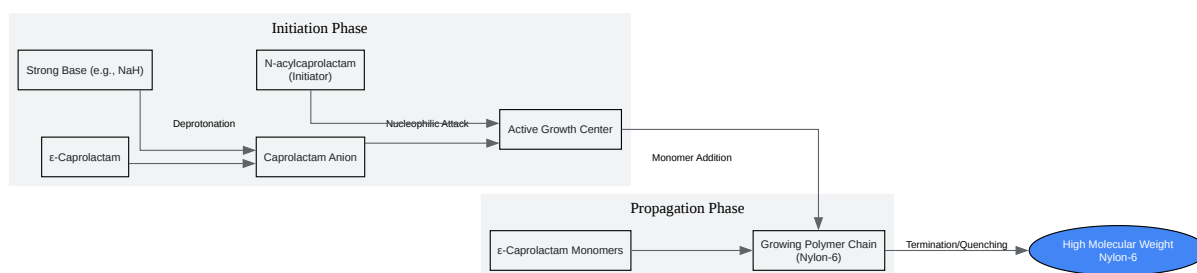 Initiation Phase
Strong Base (e.g., NaH)
N-acylcaprolactam
(Initiator)
Deprotonation
Nucleophilic Attack
Active Growth Center
ε-Caprolactam
Caprolactam Anion
Monomer Addition
Propagation Phase
ε-Caprolactam Monomers
Growing Polymer Chain
(Nylon-6)
Termination/Quenching
High Molecular Weight
Nylon-6